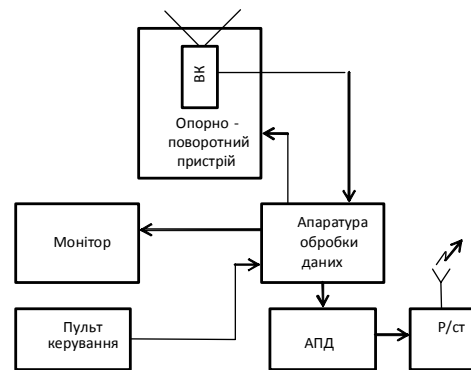 ВК
Опорно -
поворотний
пристрій
Апаратура
обробки
даних
Монітор
Пульт
керування
АПД
Р/ст